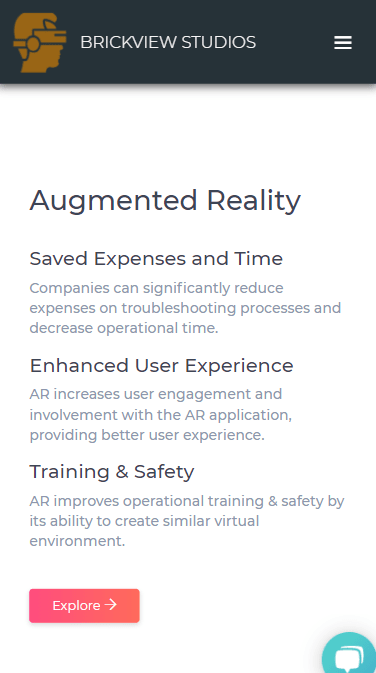 BRICKVIEW STUDIOS
Augmented Reality
Saved Expenses and Time
Companies can significantly reduce
expenses on troubleshooting processes and
decrease operational time.
Enhanced User Experience
AR increases user engagement and
involvement with the AR application,
providing better user experience.
Training & Safety
AR improves operational training & safety by
its ability to create similar virtual
environment.
Explore →